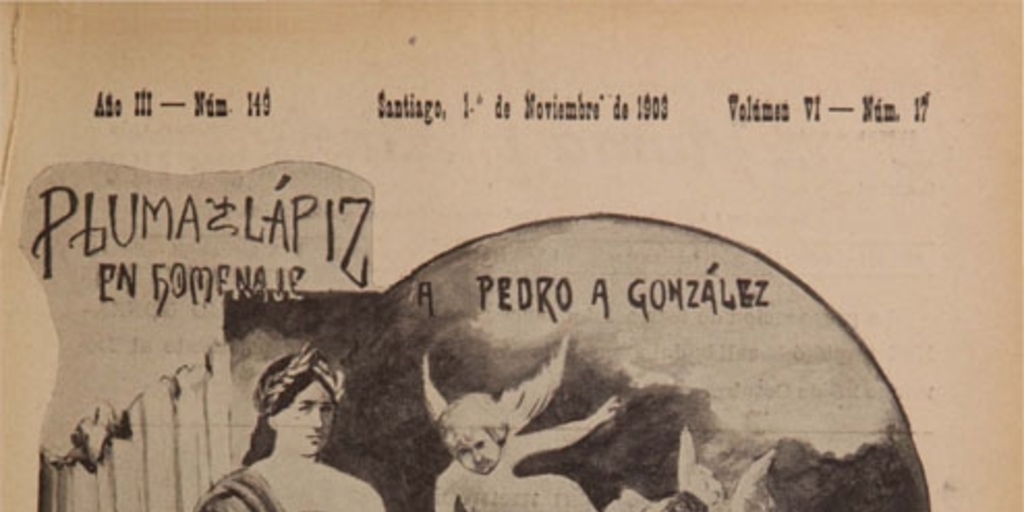 Año III — Núm. 149 Santiago, 1.º de Noviembre de 1903 Volúmen VI — Núm. 17
PLUMA Y LÁPIZ
EN HOMENAJE A PEDRO A GONZÁLEZ